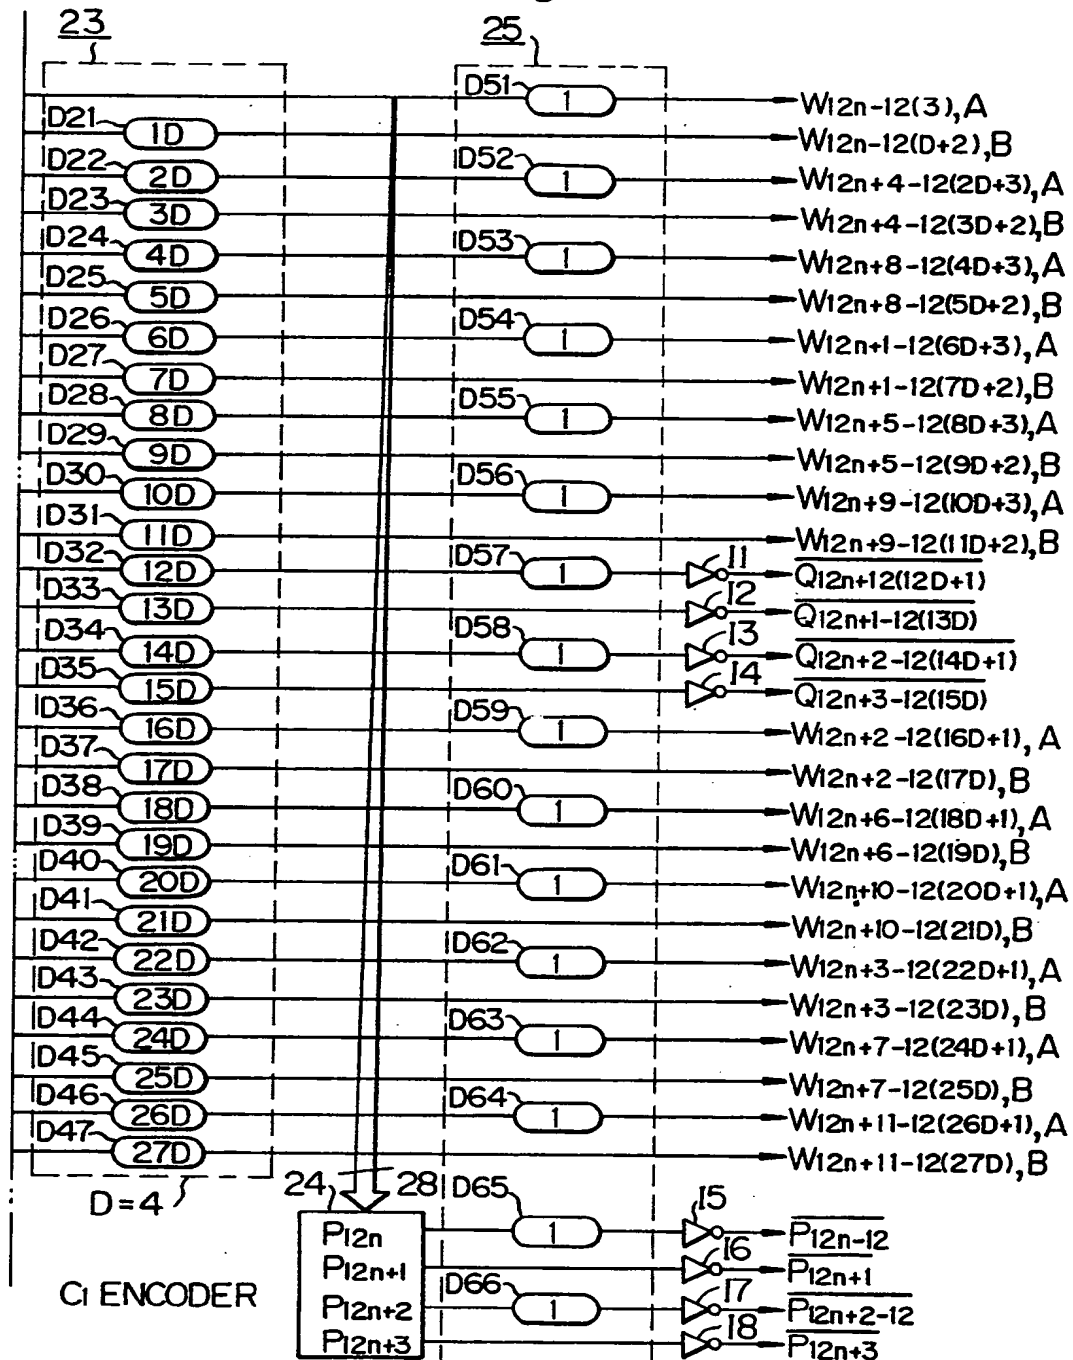 23
25
D51 1 W12n-12(3),A
D21 1D W12n-12(D+2),B
D22 2D D52 1 W12n+4-12(2D+3),A
D23 3D W12n+4-12(3D+2),B
D24 4D D53 1 W12n+8-12(4D+3),A
D25 5D W12n+8-12(5D+2),B
D26 6D D54 1 W12n+1-12(6D+3),A
D27 7D W12n+1-12(7D+2),B
D28 8D D55 1 W12n+5-12(8D+3),A
D29 9D W12n+5-12(9D+2),B
D30 10D D56 1 W12n+9-12(10D+3),A
D31 11D W12n+9-12(11D+2),B
D32 12D D57 1 I1 Q12n+12(12D+1)
D33 13D I2 Q12n+1-12(13D)
D34 14D D58 1 I3 Q12n+2-12(14D+1)
D35 15D I4 Q12n+3-12(15D)
D36 16D D59 1 W12n+2-12(16D+1),A
D37 17D W12n+2-12(17D),B
D38 18D D60 1 W12n+6-12(18D+1),A
D39 19D W12n+6-12(19D),B
D40 20D D61 1 W12n+10-12(20D+1),A
D41 21D W12n+10-12(21D),B
D42 22D D62 1 W12n+3-12(22D+1),A
D43 23D W12n+3-12(23D),B
D44 24D D63 1 W12n+7-12(24D+1),A
D45 25D W12n+7-12(25D),B
D46 26D D64 1 W12n+11-12(26D+1),A
D47 27D W12n+11-12(27D),B
D=4 24 28
P12n D65 1 I5 P12n-12
P12n+1 I6 P12n+1
C1 ENCODER
P12n+2 D66 1 I7 P12n+2-12
P12n+3 I8 P12n+3